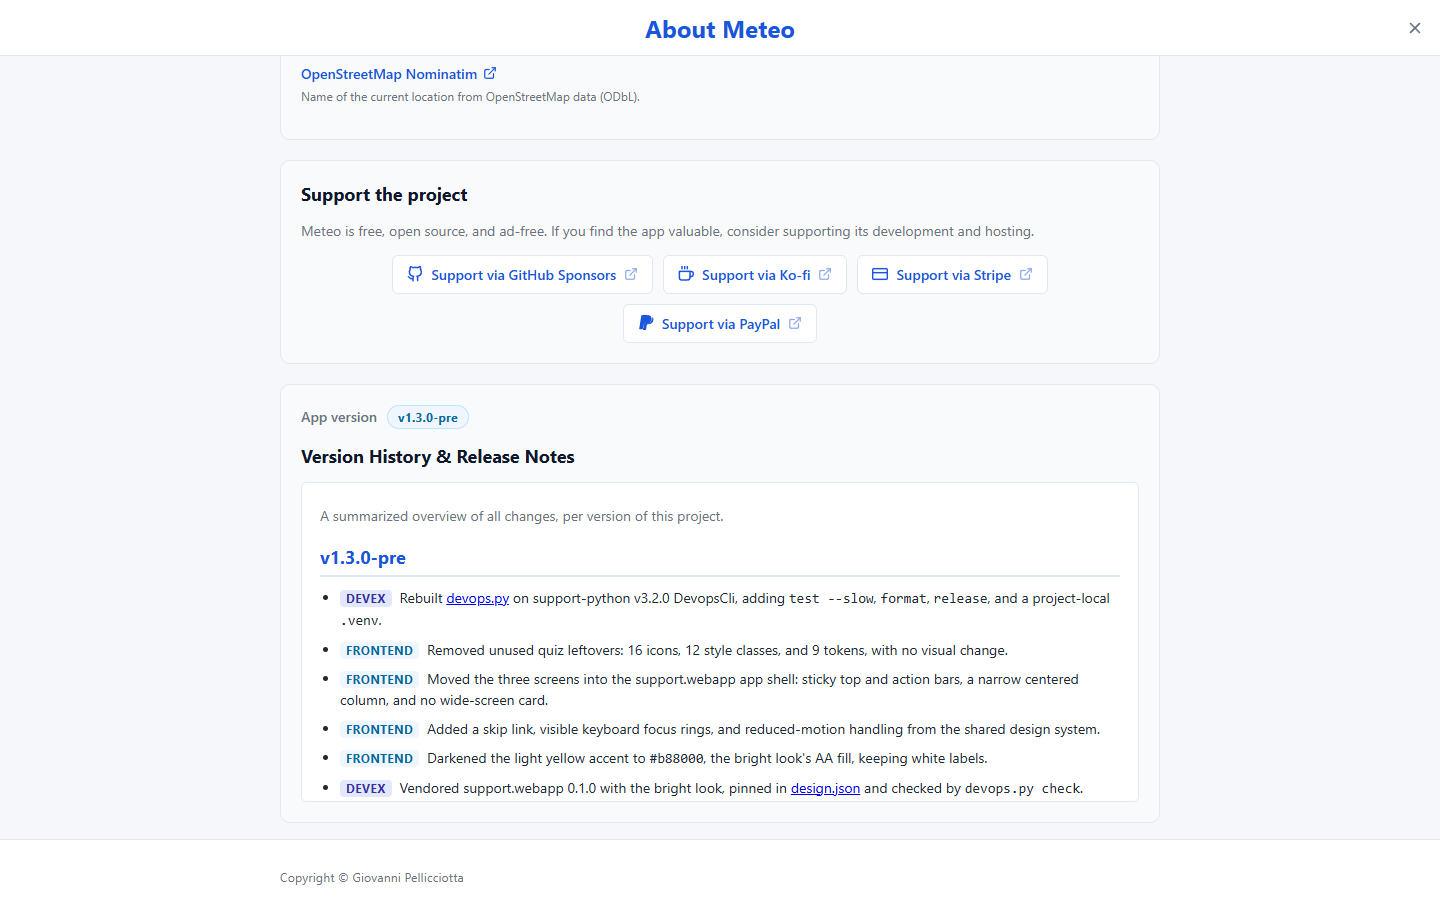 About Meteo
OpenStreetMap Nominatim
Name of the current location from OpenStreetMap data (ODbL).
Support the project
Meteo is free, open source, and ad-free. If you find the app valuable, consider supporting its development and hosting.
Support via GitHub Sponsors
Support via Ko-fi
Support via Stripe
Support via PayPal
App version v1.3.0-pre
Version History & Release Notes
A summarized overview of all changes, per version of this project.
v1.3.0-pre
DEVEX Rebuilt devops.py on support-python v3.2.0 DevopsCli, adding test --slow, format, release, and a project-local
.venv.
FRONTEND Removed unused quiz leftovers: 16 icons, 12 style classes, and 9 tokens, with no visual change.
FRONTEND Moved the three screens into the support.webapp app shell: sticky top and action bars, a narrow centered
column, and no wide-screen card.
FRONTEND Added a skip link, visible keyboard focus rings, and reduced-motion handling from the shared design system.
FRONTEND Darkened the light yellow accent to #b88000, the bright look's AA fill, keeping white labels.
DEVEX Vendored support.webapp 0.1.0 with the bright look, pinned in design.json and checked by devops.py check.
Copyright © Giovanni Pellicciotta